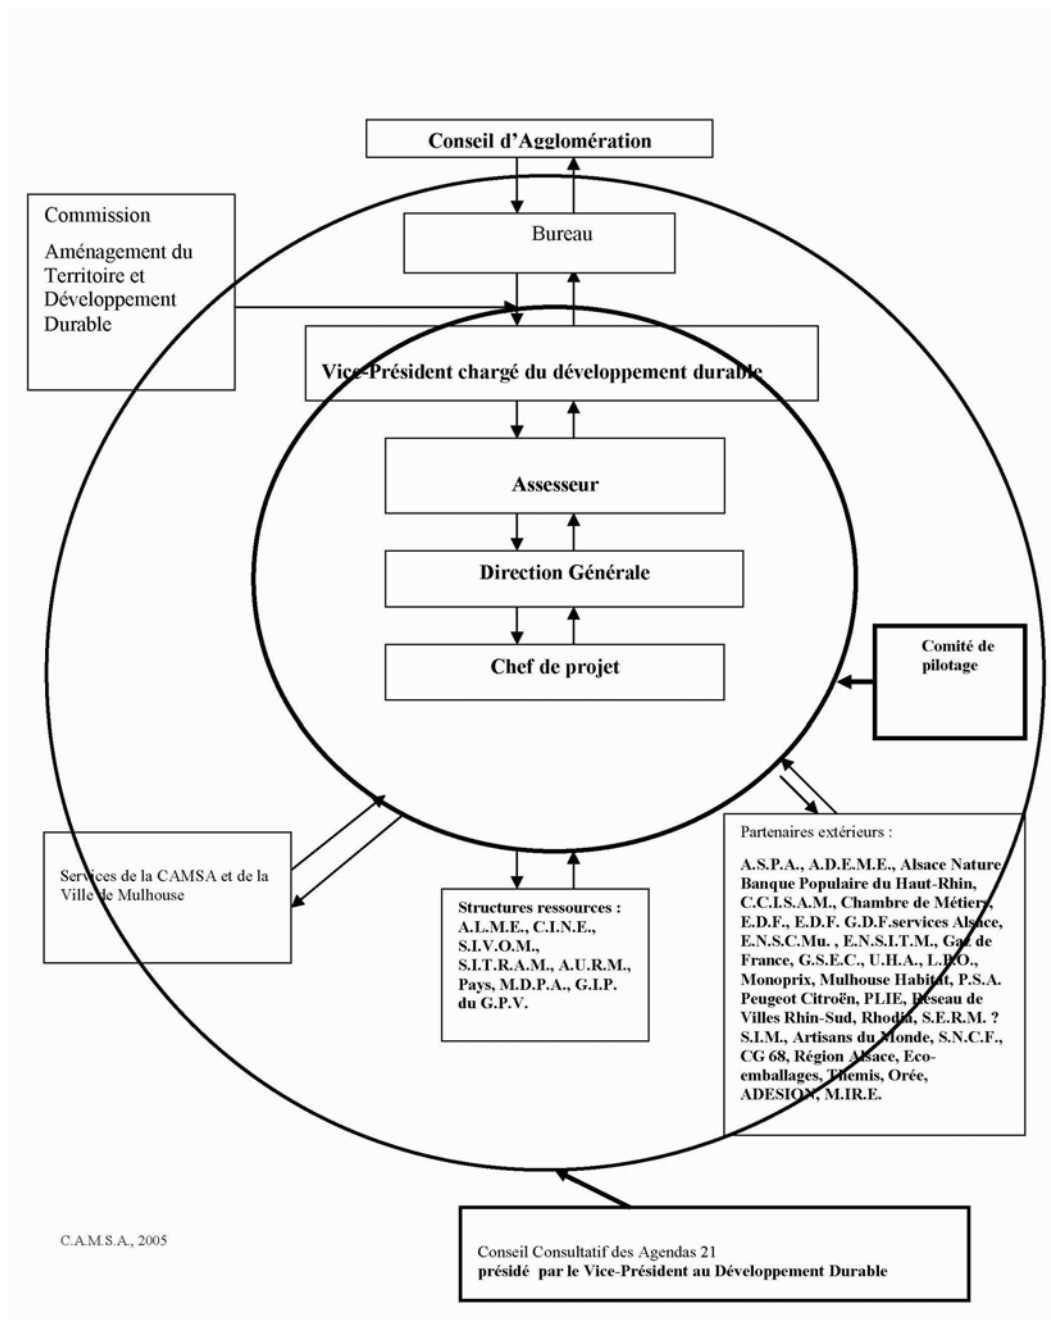 Conseil d'Agglomération
Commission
Aménagement du
Territoire et
Développement
Durable
Bureau
Vice-Président chargé du développement durable
Assesseur
Direction Générale
Chef de projet
Comité de
pilotage
Services de la CAMSA et de la
Ville de Mulhouse
Structures ressources :
A.L.M.E., C.I.N.E.,
S.I.V.O.M.,
S.I.T.R.A.M., A.U.R.M.,
Pays, M.D.P.A., G.I.P.
du G.P.V.
Partenaires extérieurs :
A.S.P.A., A.D.E.M.E., Alsace Nature
Banque Populaire du Haut-Rhin,
C.C.I.S.A.M., Chambre de Métiers,
E.D.F., E.D.F. G.D.F.services Alsace,
E.N.S.C.Mu. , E.N.S.I.T.M., Gaz de
France, G.S.E.C., U.H.A., L.P.O.,
Monoprix, Mulhouse Habitat, P.S.A.
Peugeot Citroën, PLIE, Reseau de
Villes Rhin-Sud, Rhodia, S.E.R.M. ?
S.I.M., Artisans du Monde, S.N.C.F.,
CG 68, Région Alsace, Eco-
emballages, Themis, Orée,
ADESION, M.IR.E.
C.A.M.S.A., 2005
Conseil Consultatif des Agendas 21
présidé par le Vice-Président au Développement Durable